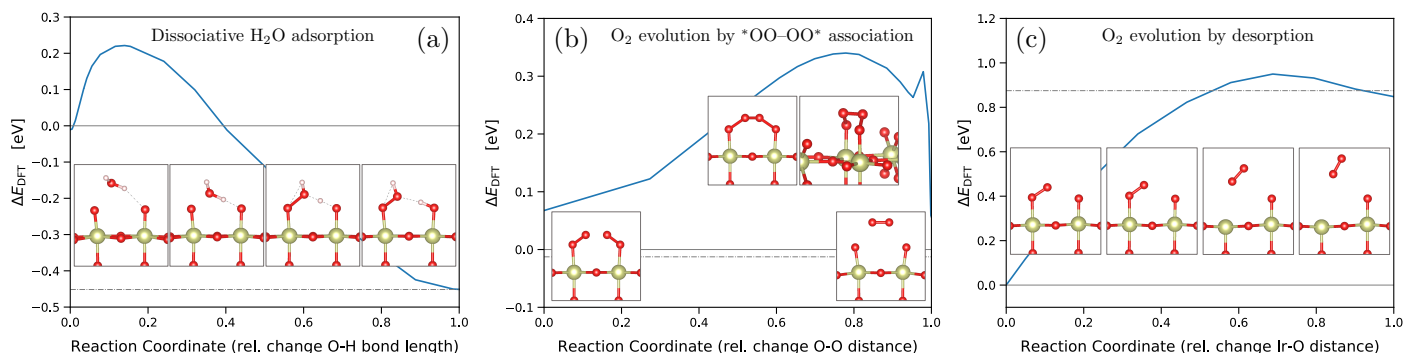 Dissociative H₂O adsorption
(a)
0.3
0.2
0.1
0.0
−0.1
−0.2
−0.3
−0.4
−0.5
ΔE_DFT [eV]
0.0 0.2 0.4 0.6 0.8 1.0
Reaction Coordinate (rel. change O-H bond length)
(b)
O₂ evolution by *OO–OO* association
0.4
0.3
0.2
0.1
0.0
−0.1
ΔE_DFT [eV]
0.0 0.2 0.4 0.6 0.8 1.0
Reaction Coordinate (rel. change O-O distance)
(c)
O₂ evolution by desorption
1.2
1.0
0.8
0.6
0.4
0.2
0.0
ΔE_DFT [eV]
0.0 0.2 0.4 0.6 0.8 1.0
Reaction Coordinate (rel. change Ir-O distance)